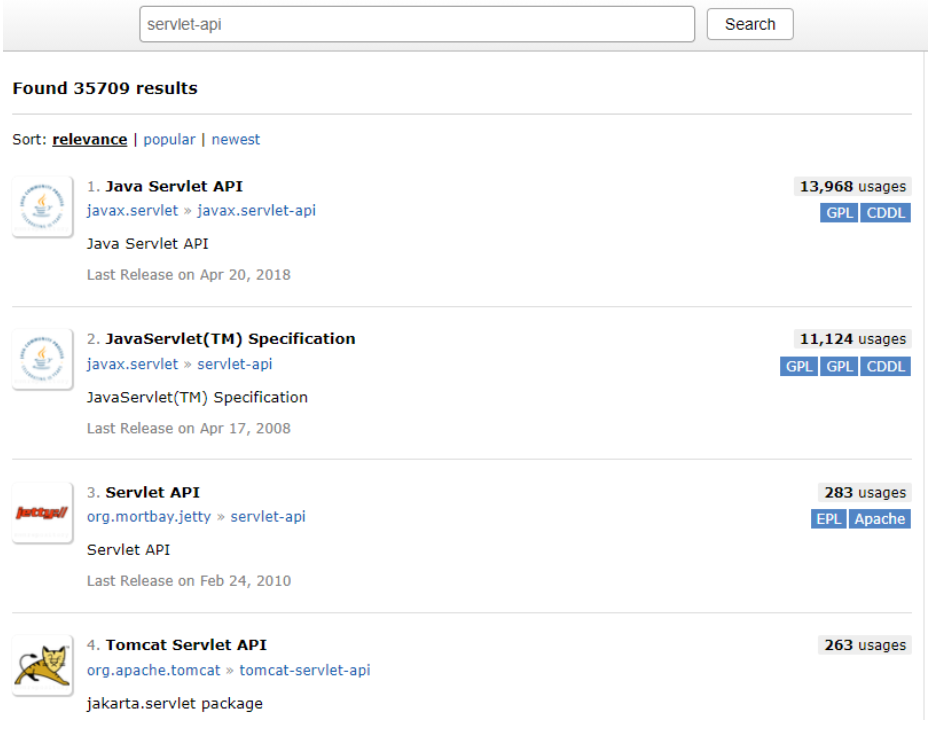 servlet-api
Search
Found 35709 results
Sort: relevance | popular | newest
1. Java Servlet API
13,968 usages
javax.servlet » javax.servlet-api
GPL CDDL
Java Servlet API
Last Release on Apr 20, 2018
2. JavaServlet(TM) Specification
11,124 usages
javax.servlet » servlet-api
GPL GPL CDDL
JavaServlet(TM) Specification
Last Release on Apr 17, 2008
jetty://
3. Servlet API
283 usages
org.mortbay.jetty » servlet-api
EPL Apache
Servlet API
Last Release on Feb 24, 2010
4. Tomcat Servlet API
263 usages
org.apache.tomcat » tomcat-servlet-api
jakarta.servlet package